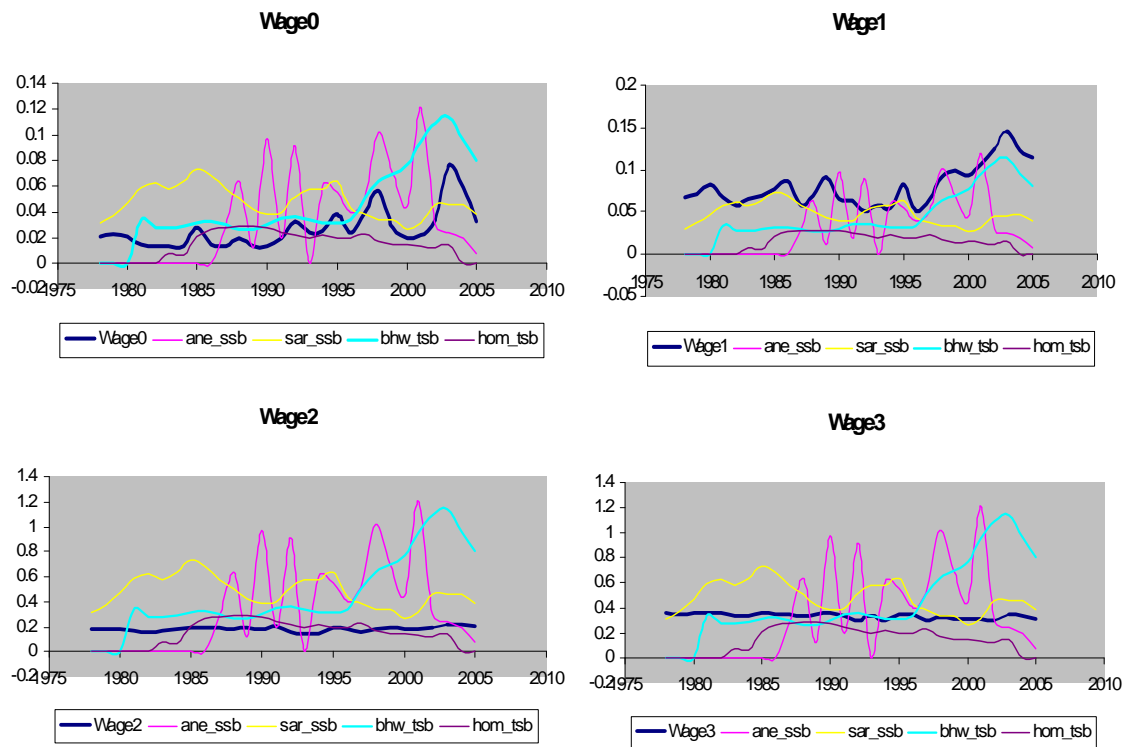 Wage0
0.14
0.12
0.1
0.08
0.06
0.04
0.02
0
-0.02
1975 1980 1985 1990 1995 2000 2005 2010
Wage0 ane_ssb sar_ssb bhw_tsb hom_tsb
Wage1
0.2
0.15
0.1
0.05
0
-0.05
1975 1980 1985 1990 1995 2000 2005 2010
Wage1 ane_ssb sar_ssb bhw_tsb hom_tsb
Wage2
1.4
1.2
1
0.8
0.6
0.4
0.2
0
-0.2
1975 1980 1985 1990 1995 2000 2005 2010
Wage2 ane_ssb sar_ssb bhw_tsb hom_tsb
Wage3
1.4
1.2
1
0.8
0.6
0.4
0.2
0
-0.2
1975 1980 1985 1990 1995 2000 2005 2010
Wage3 ane_ssb sar_ssb bhw_tsb hom_tsb